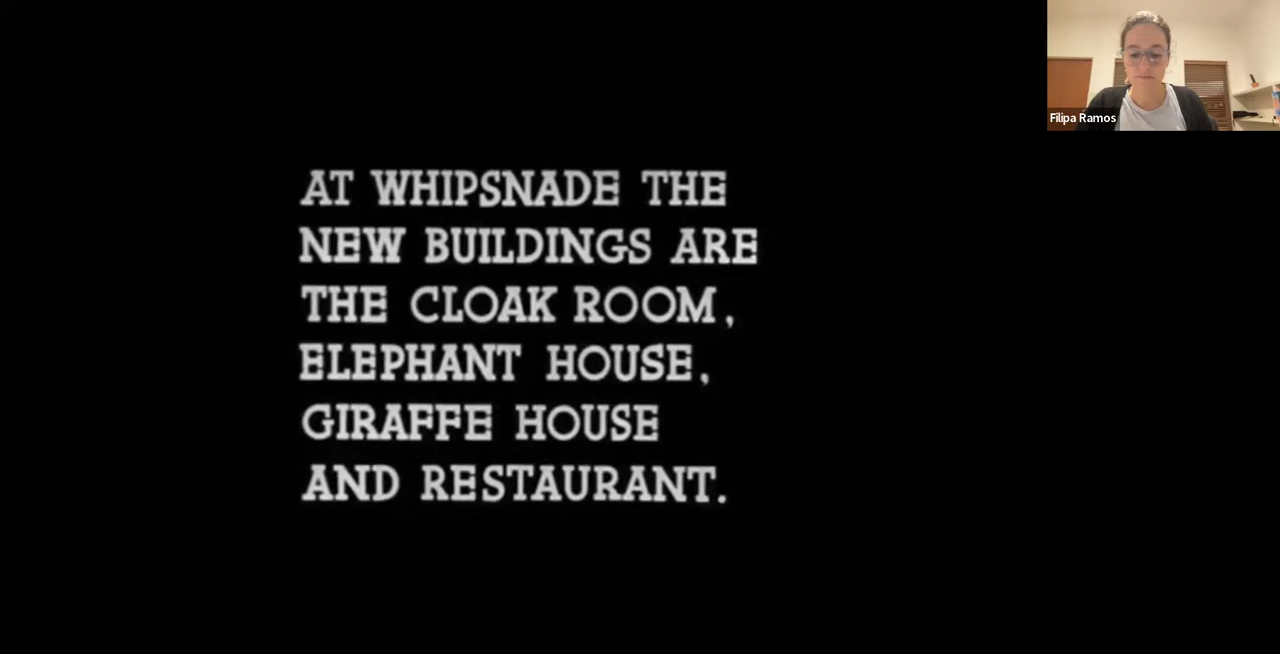 Filipa Ramos
AT WHIPSNADE THE
NEW BUILDINGS ARE
THE CLOAK ROOM,
ELEPHANT HOUSE,
GIRAFFE HOUSE
AND RESTAURANT.